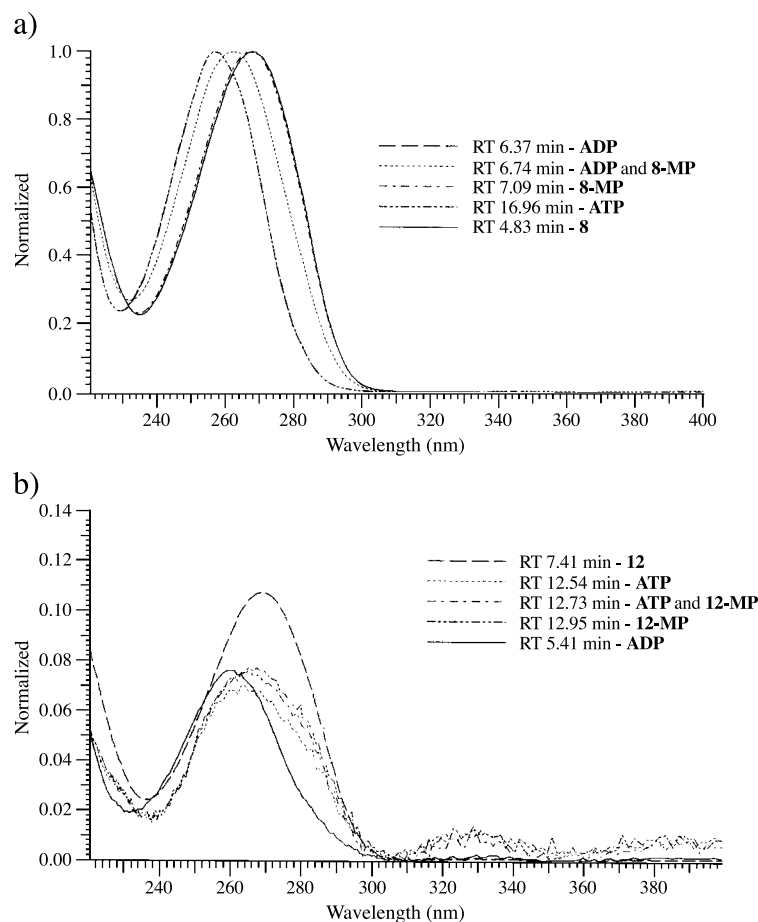 a)
1.0
0.8
0.6
0.4
0.2
0.0
Normalized
RT 6.37 min - ADP
RT 6.74 min - ADP and 8-MP
RT 7.09 min - 8-MP
RT 16.96 min - ATP
RT 4.83 min - 8
240 260 280 300 320 340 360 380 400
Wavelength (nm)
b)
0.14
0.12
0.10
0.08
0.06
0.04
0.02
0.00
Normalized
RT 7.41 min - 12
RT 12.54 min - ATP
RT 12.73 min - ATP and 12-MP
RT 12.95 min - 12-MP
RT 5.41 min - ADP
240 260 280 300 320 340 360 380
Wavelength (nm)